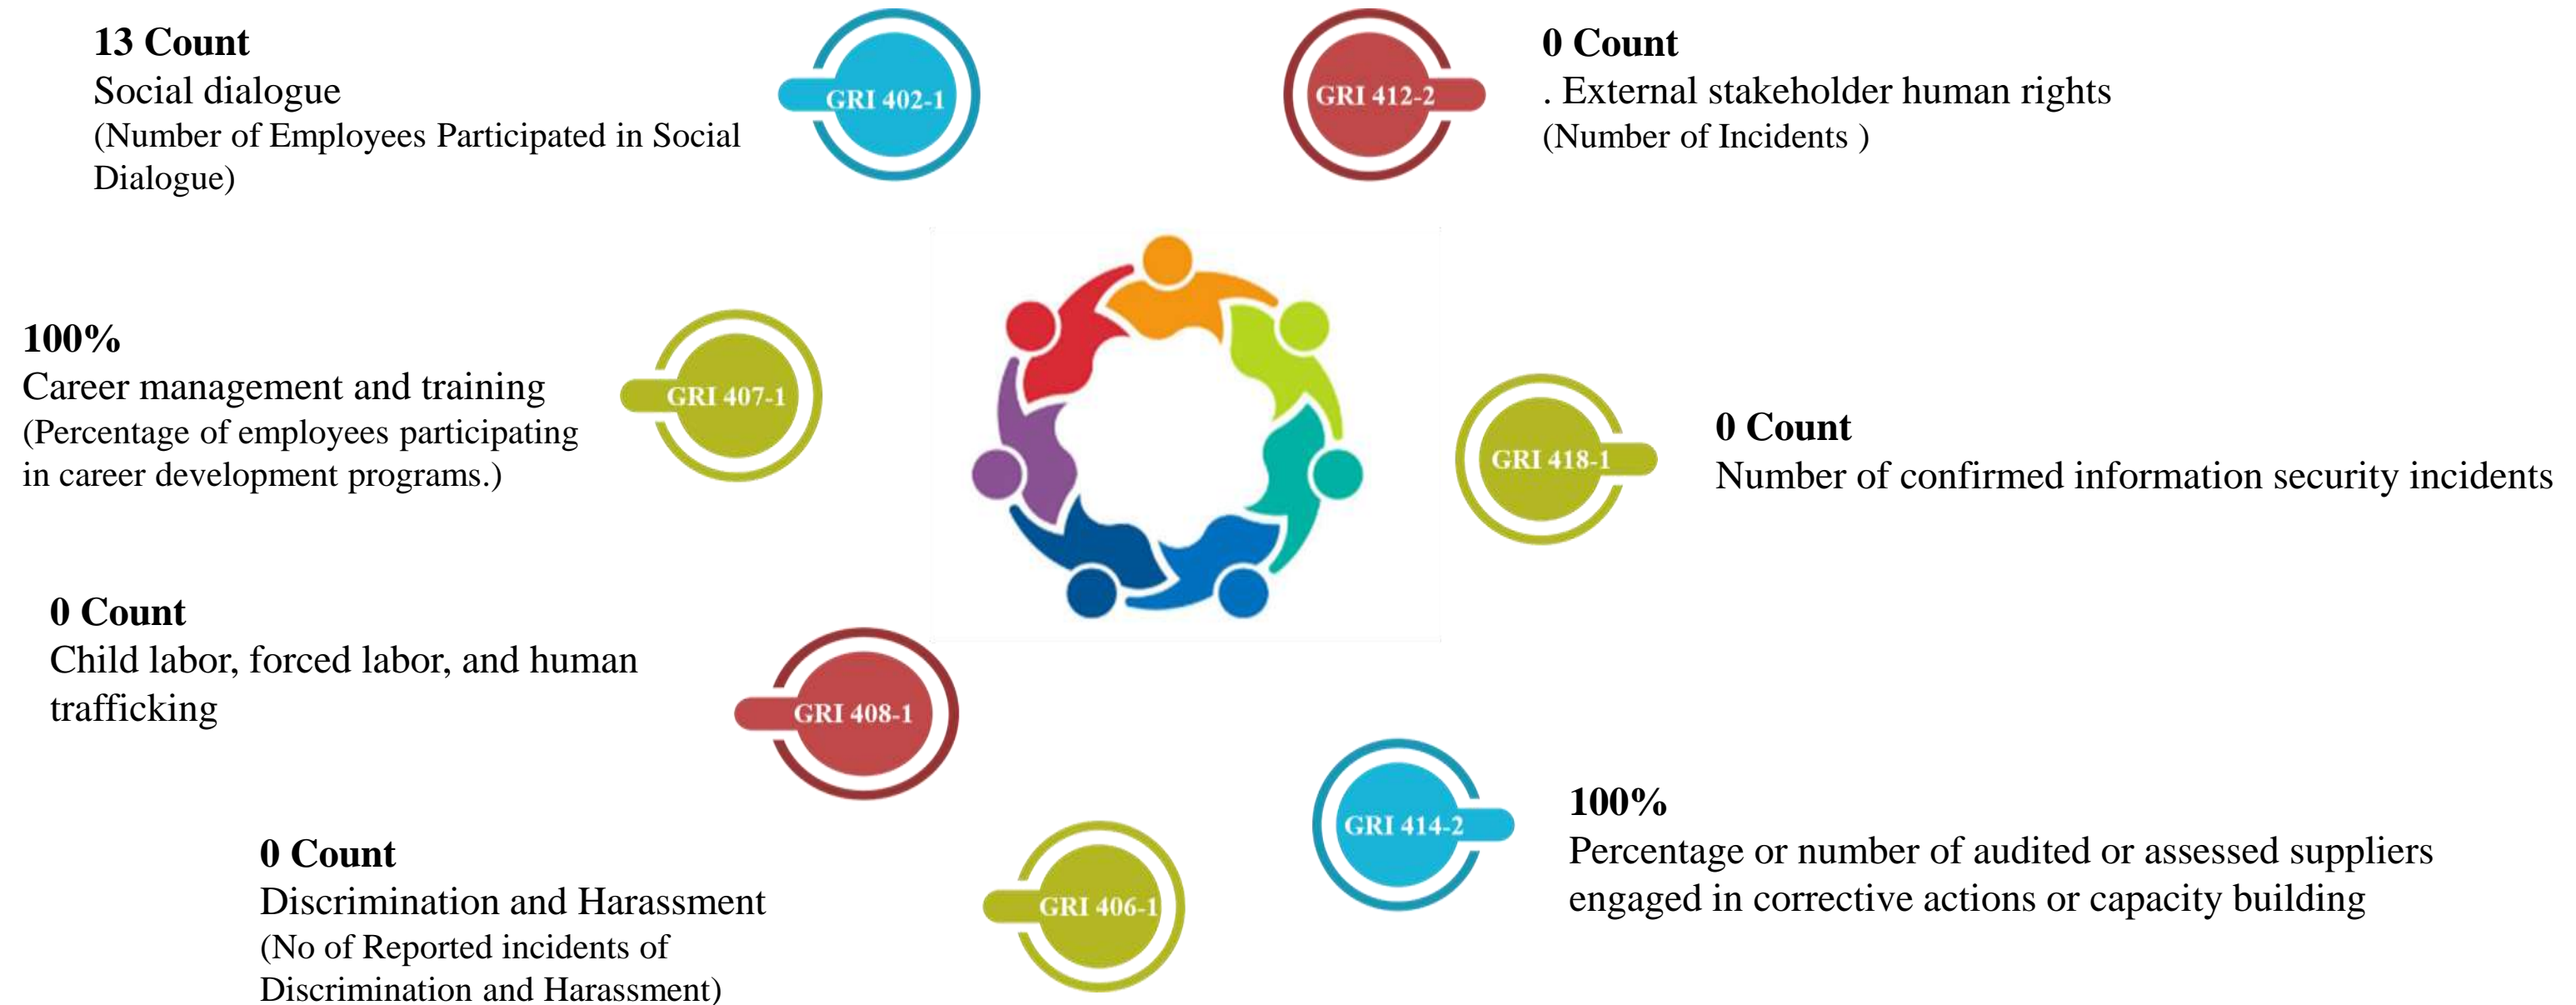 13 Count
Social dialogue
(Number of Employees Participated in Social
Dialogue)
GRI 402-1
GRI 412-2
0 Count
. External stakeholder human rights
(Number of Incidents )
100%
Career management and training
(Percentage of employees participating
in career development programs.)
GRI 407-1
GRI 418-1
0 Count
Number of confirmed information security incidents
0 Count
Child labor, forced labor, and human
trafficking
GRI 408-1
GRI 414-2
100%
Percentage or number of audited or assessed suppliers
engaged in corrective actions or capacity building
0 Count
Discrimination and Harassment
(No of Reported incidents of
Discrimination and Harassment)
GRI 406-1